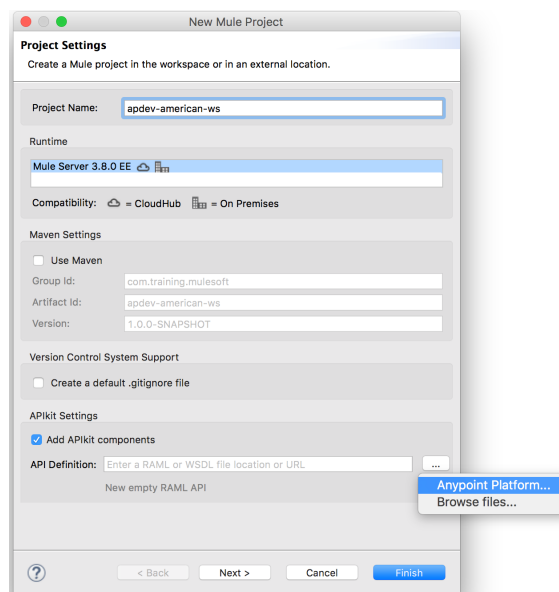 New Mule Project
Project Settings
Create a Mule project in the workspace or in an external location.
Project Name: apdev-american-ws
Runtime
Mule Server 3.8.0 EE
Compatibility: = CloudHub = On Premises
Maven Settings
Use Maven
Group Id: com.training.mulesoft
Artifact Id: apdev-american-ws
Version: 1.0.0-SNAPSHOT
Version Control System Support
Create a default .gitignore file
APIkit Settings
Add APIkit components
API Definition: Enter a RAML or WSDL file location or URL ...
New empty RAML API
Anypoint Platform...
Browse files...
? < Back Next > Cancel Finish